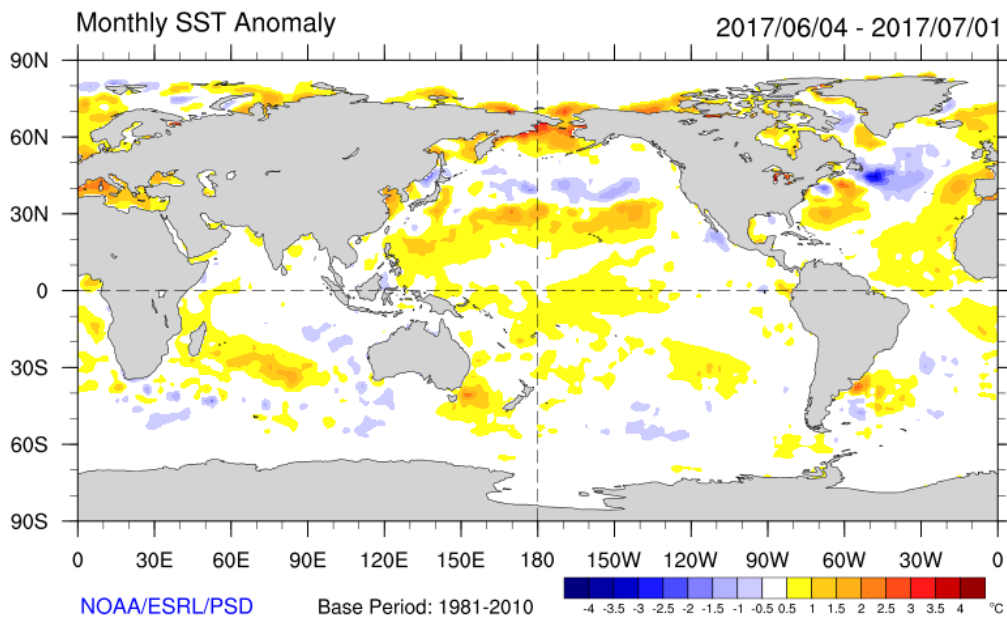 Monthly SST Anomaly 2017/06/04 - 2017/07/01
90N
60N
30N
0
30S
60S
90S
0 30E 60E 90E 120E 150E 180 150W 120W 90W 60W 30W 0
NOAA/ESRL/PSD Base Period: 1981-2010
-4 -3.5 -3 -2.5 -2 -1.5 -1 -0.5 0.5 1 1.5 2 2.5 3 3.5 4 °C